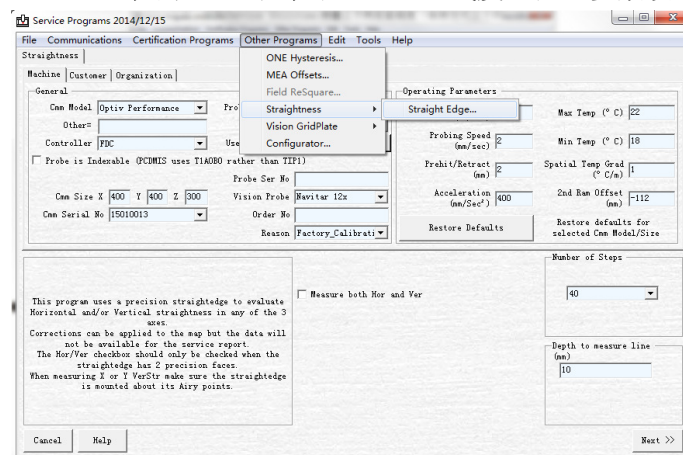 Service Programs 2014/12/15
File Communications Certification Programs Other Programs Edit Tools Help
Straightness
ONE Hysteresis...
MEA Offsets...
Field ReSquare...
Straightness
Straight Edge...
Vision GridPlate
Configurator...
Machine Customer Organization
General
Cmm Model Optiv Performance
Other=
Controller FDC
Probe is Indexable (PCDMIS uses T1A0B0 rather than TIP1)
Probe Ser No
Cmm Size X 400 Y 400 Z 300
Vision Probe Navitar 12x
Cmm Serial No 15010013
Order No
Reason Factory_Calibrati
Operating Parameters
Max Temp (° C) 22
Probing Speed (mm/sec) 2
Min Temp (° C) 18
Prehit/Retract (mm) 2
Spatial Temp Grad (° C/m) 1
Acceleration (mm/Sec²) 400
2nd Ram Offset (mm) -112
Restore Defaults
Restore defaults for
selected Cmm Model/Size
This program uses a precision straightedge to evaluate
Horizontal and/or Vertical straightness in any of the 3
axes.
Corrections can be applied to the map but the data will
not be available for the service report.
The Hor/Ver checkbox should only be checked when the
straightedge has 2 precision faces.
When measuring X or Y VerStr make sure the straightedge
is mounted about its Airy points.
Measure both Hor and Ver
Number of Steps
40
Depth to measure line
(mm)
10
Cancel Help Next >>